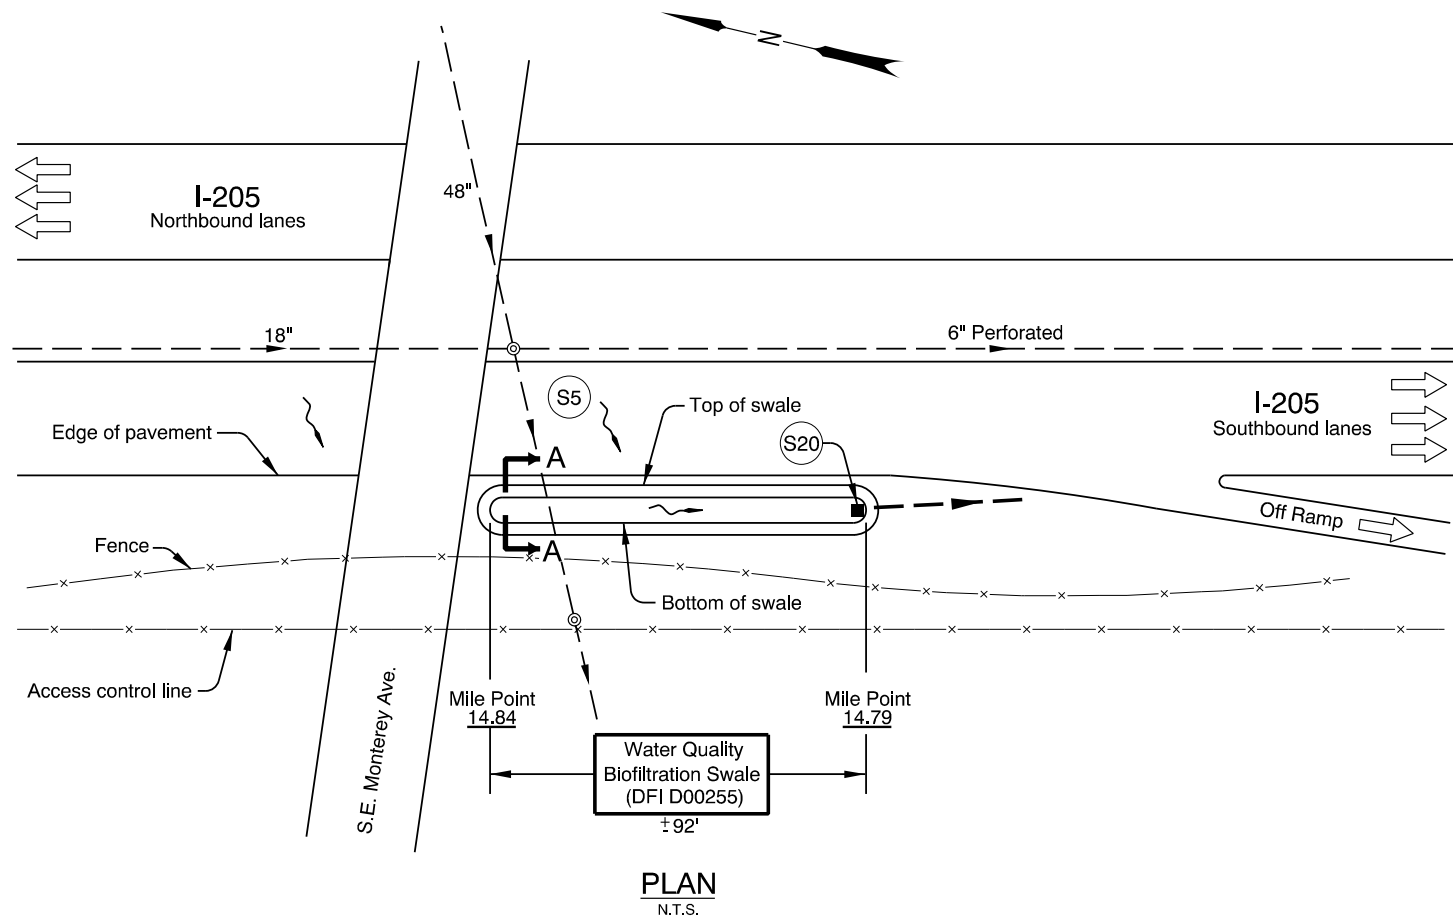 N
48"
I-205
Northbound lanes
18"
6" Perforated
S5
Top of swale
I-205
Southbound lanes
Edge of pavement
S20
A
Off Ramp
Fence
A
Bottom of swale
Access control line
S.E. Monterey Ave.
Mile Point
14.84
Mile Point
14.79
Water Quality
Biofiltration Swale
(DFI D00255)
±92'
PLAN
N.T.S.